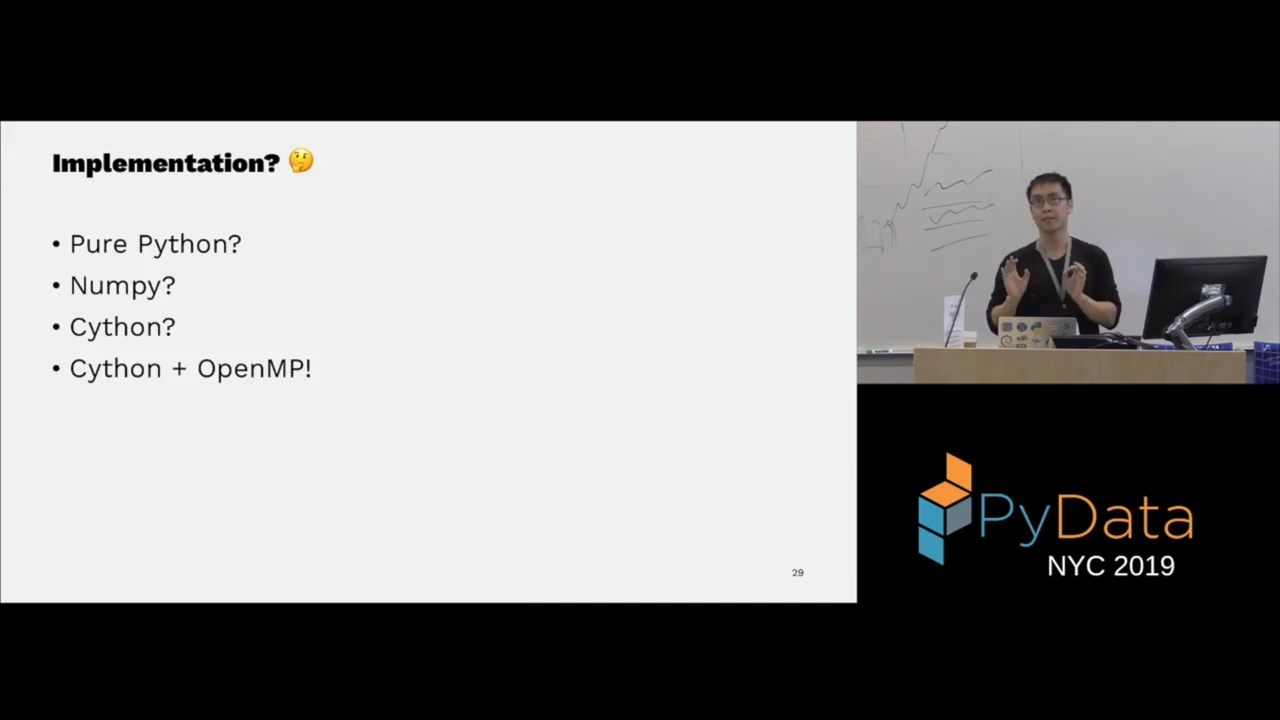 Implementation? 🤔
• Pure Python?
• Numpy?
• Cython?
• Cython + OpenMP!
29
PyData
NYC 2019